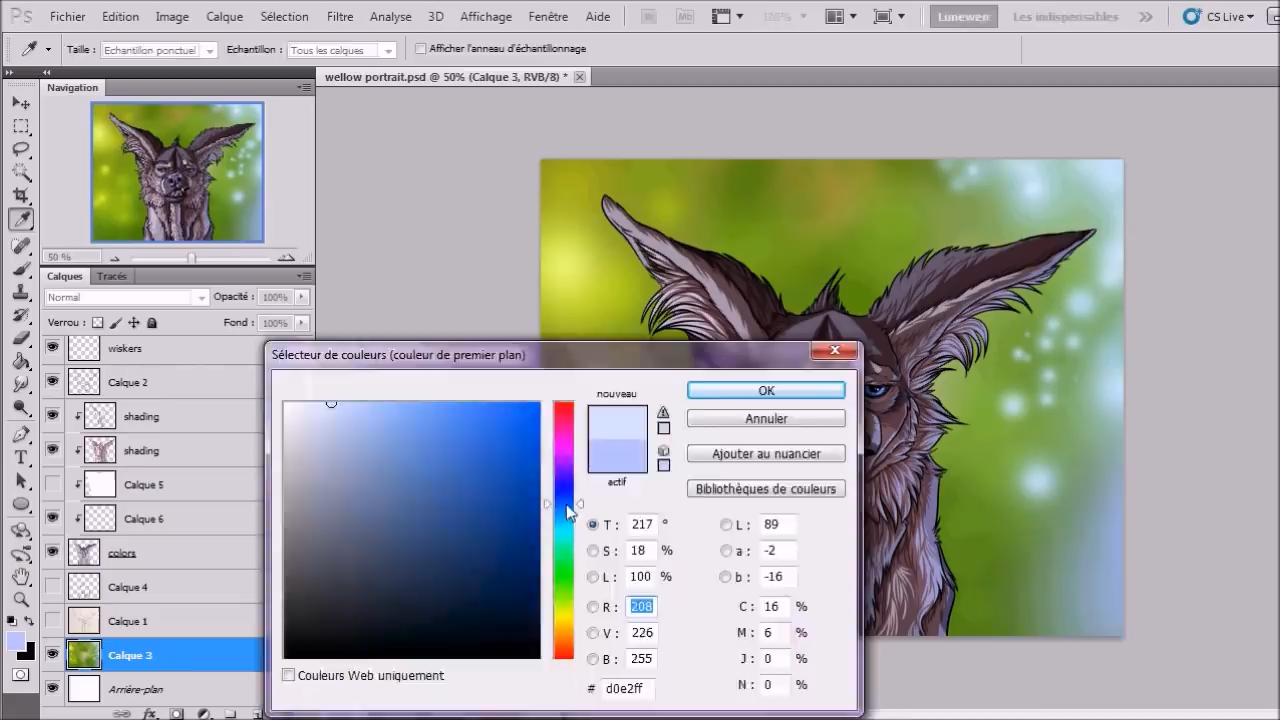 Ps Fichier Edition Image Calque Sélection Filtre Analyse 3D Affichage Fenêtre Aide Br Mb 100% Lunewen Les indispensables CS Live
Taille : Echantillon ponctuel Echantillon : Tous les calques Afficher l'anneau d'échantillonnage
wellow portrait.psd @ 50% (Calque 3, RVB/8) *
Navigation
50 %
Calques Tracés
Normal Opacité : 100%
Verrou : Fond : 100%
wiskers
Calque 2
shading
shading
Calque 5
Calque 6
colors
Calque 4
Calque 1
Calque 3
Arrière-plan
Sélecteur de couleurs (couleur de premier plan)
nouveau
actif
OK
Annuler
Ajouter au nuancier
Bibliothèques de couleurs
T : 217 ° L : 89
S : 18 % a : -2
L : 100 % b : -16
R : 208 C : 16 %
V : 226 M : 6 %
B : 255 J : 0 %
# d0e2ff N : 0 %
Couleurs Web uniquement
fx